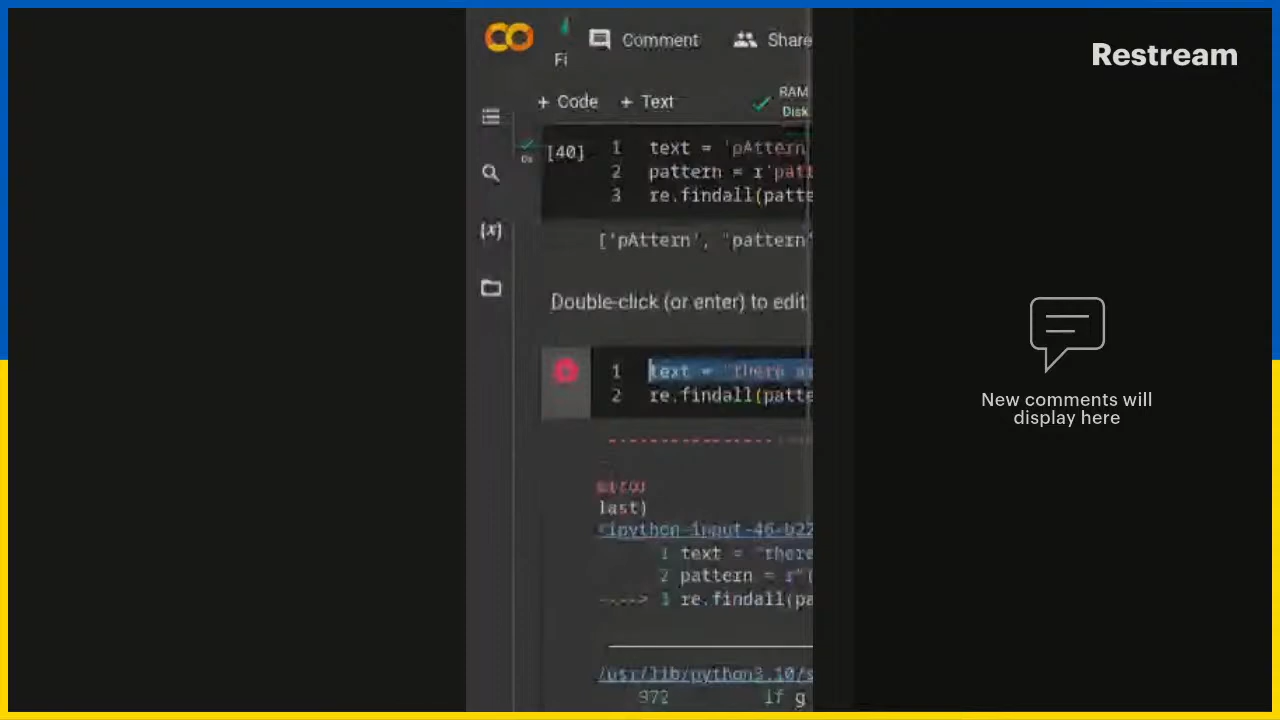 Comment Share
Restream
Fi
+ Code + Text
RAM
Disk
[40] 1 text = 'pAttern
2 pattern = r'patt
3 re.findall(patte
0s
['pAttern', 'pattern'
Double-click (or enter) to edit
1 text = "there a
2 re.findall(patte
error
last)
<ipython-input-46-b22
1 text = "there
2 pattern = r"(
----> 3 re.findall(pa
/usr/lib/python3.10/s
972 if g
New comments will
display here